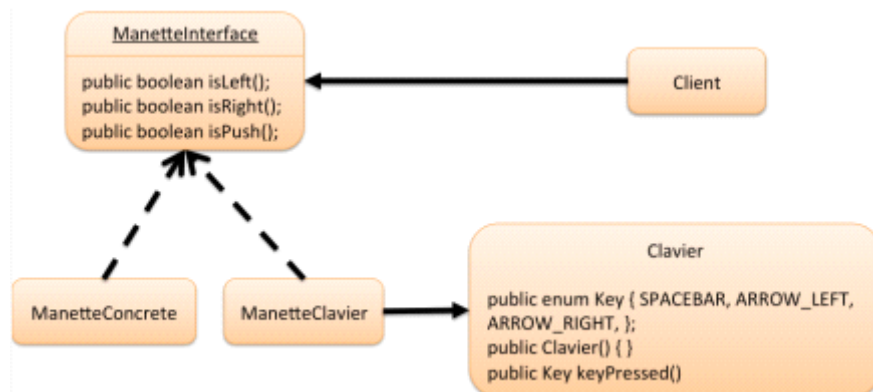 ManetteInterface
public boolean isLeft();
public boolean isRight();
public boolean isPush();
Client
ManetteConcrete
ManetteClavier
Clavier
public enum Key { SPACEBAR, ARROW_LEFT,
ARROW_RIGHT, };
public Clavier() { }
public Key keyPressed()